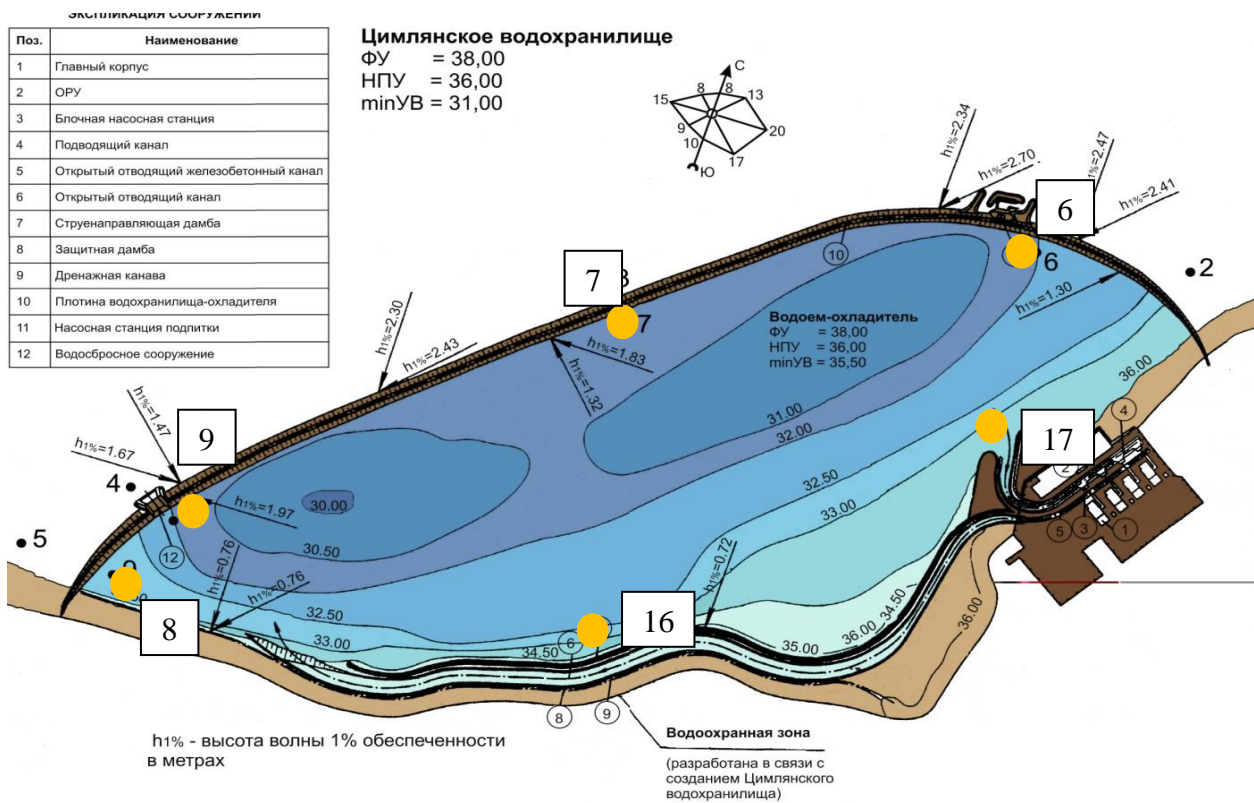 ЭКСПЛИКАЦИЯ СООРУЖЕНИЙ
Поз. Наименование
1 Главный корпус
2 ОРУ
3 Блочная насосная станция
4 Подводящий канал
5 Открытый отводящий железобетонный канал
6 Открытый отводящий канал
7 Струенаправляющая дамба
8 Защитная дамба
9 Дренажная канава
10 Плотина водохранилища-охладителя
11 Насосная станция подпитки
12 Водосбросное сооружение
Цимлянское водохранилище
ФУ = 38,00
НПУ = 36,00
minУВ = 31,00
С
8 8
15 13
9 20
10 17
Ю
h1%=2.34
h1%=2.70
1%=2.47
h1%=2.41
6
6
2
10
7
7
h1%=1.30
h1%=2.30
h1%=2.43
h1%=1.83
h1%=1.32
Водоем-охладитель
ФУ = 38,00
НПУ = 36,00
minУВ = 35,50
31.00
32.00
36.00
h1%=1.47
h1%=1.67
9
4
h1%=1.97
30.00
30.50
32.50
33.00
17
4
2
5 3 1
5
12
h1%=0.76
h1%=0.76
h1%=0.72
8
32.50
33.00
34.50
16
6
35.00
36.00
34.50
36.00
8 9
h1% - высота волны 1% обеспеченности
в метрах
Водоохранная зона
(разработана в связи с
созданием Цимлянского
водохранилища)